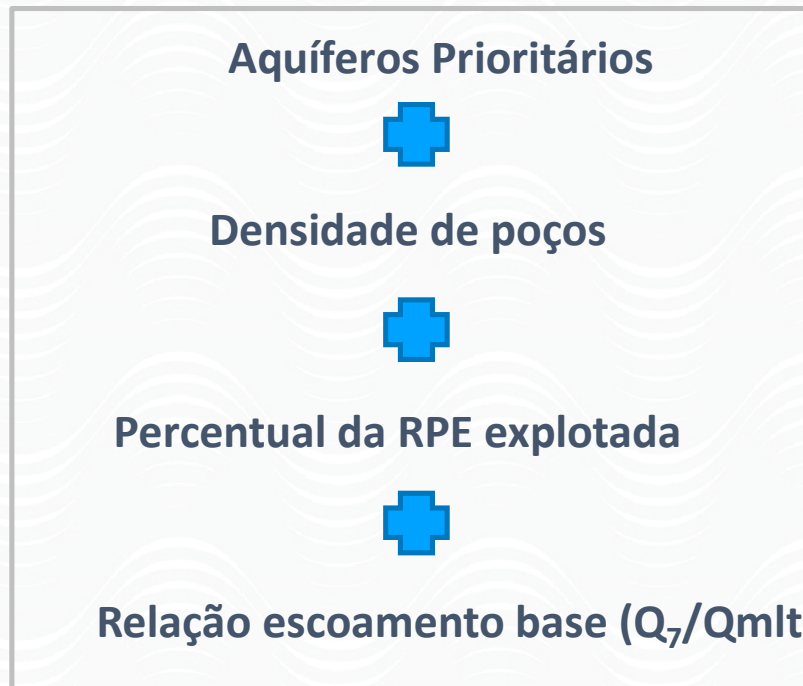 Aquíferos Prioritários
Densidade de poços
Percentual da RPE explotada
Relação escoamento base (Q₇/Qmlt